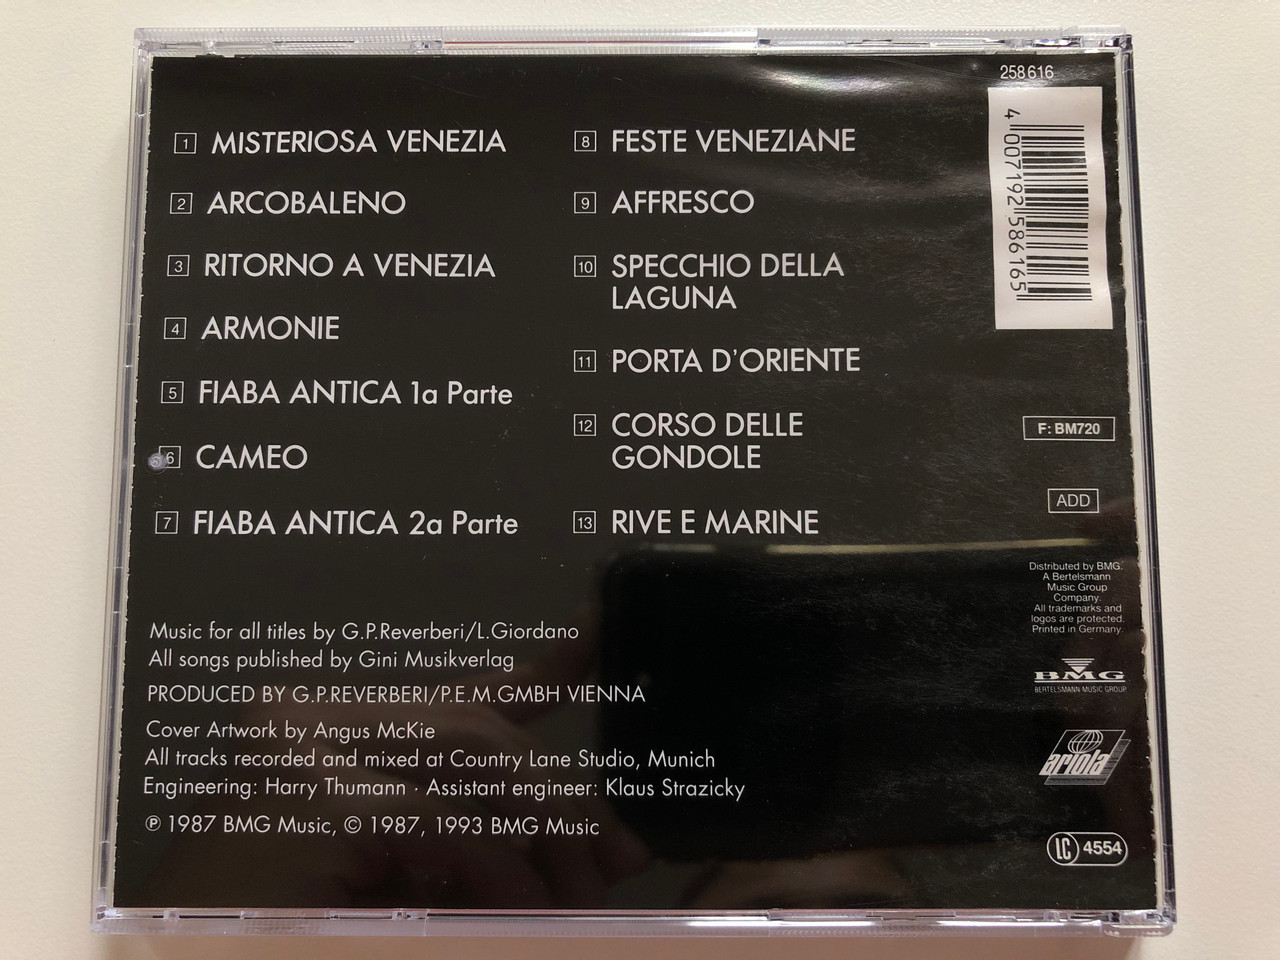 258616
1 MISTERIOSA VENEZIA
2 ARCOBALENO
3 RITORNO A VENEZIA
4 ARMONIE
5 FIABA ANTICA 1a Parte
6 CAMEO
7 FIABA ANTICA 2a Parte
8 FESTE VENEZIANE
9 AFFRESCO
10 SPECCHIO DELLA
LAGUNA
11 PORTA D'ORIENTE
12 CORSO DELLE
GONDOLE
13 RIVE E MARINE
4 007192 586165
F: BM720
ADD
Distributed by BMG.
A Bertelsmann
Music Group
Company.
All trademarks and
logos are protected.
Printed in Germany.
BMG
BERTELSMANN MUSIC GROUP
ariola
LC 4554
Music for all titles by G.P.Reverberi/L.Giordano
All songs published by Gini Musikverlag
PRODUCED BY G.P.REVERBERI/P.E.M.GMBH VIENNA
Cover Artwork by Angus McKie
All tracks recorded and mixed at Country Lane Studio, Munich
Engineering: Harry Thumann · Assistant engineer: Klaus Strazicky
℗ 1987 BMG Music, © 1987, 1993 BMG Music